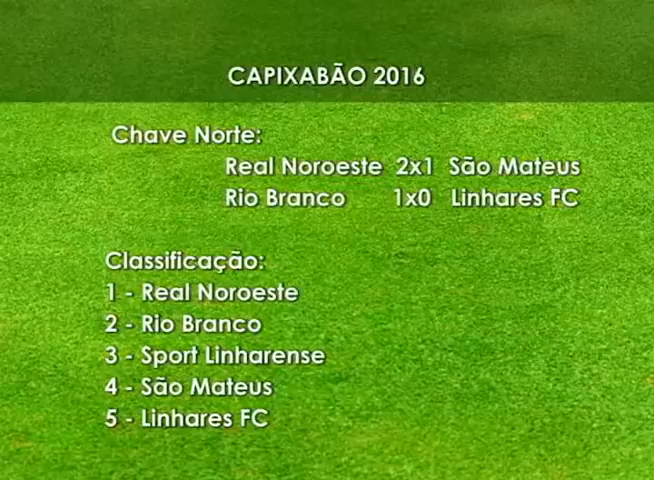 CAPIXABÃO 2016
Chave Norte:
Real Noroeste 2x1 São Mateus
Rio Branco 1x0 Linhares FC
Classificação:
1 - Real Noroeste
2 - Rio Branco
3 - Sport Linharense
4 - São Mateus
5 - Linhares FC